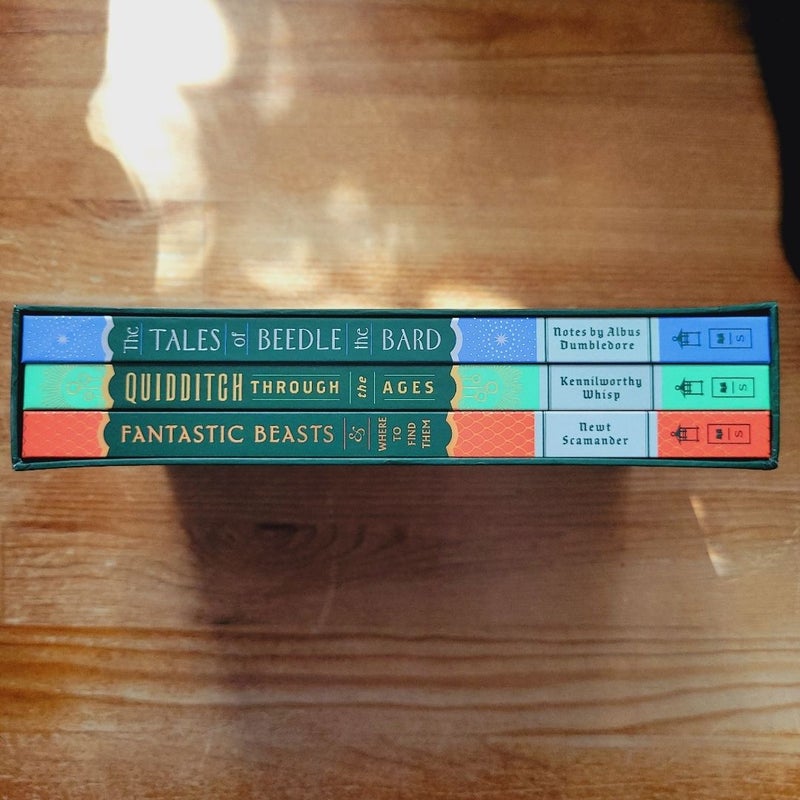 The TALES of BEEDLE the BARD
Notes by Albus
Dumbledore
S
QUIDDITCH THROUGH the AGES
Kennilworthy
Whisp
S
FANTASTIC BEASTS & WHERE TO FIND THEM
Newt
Scamander
S